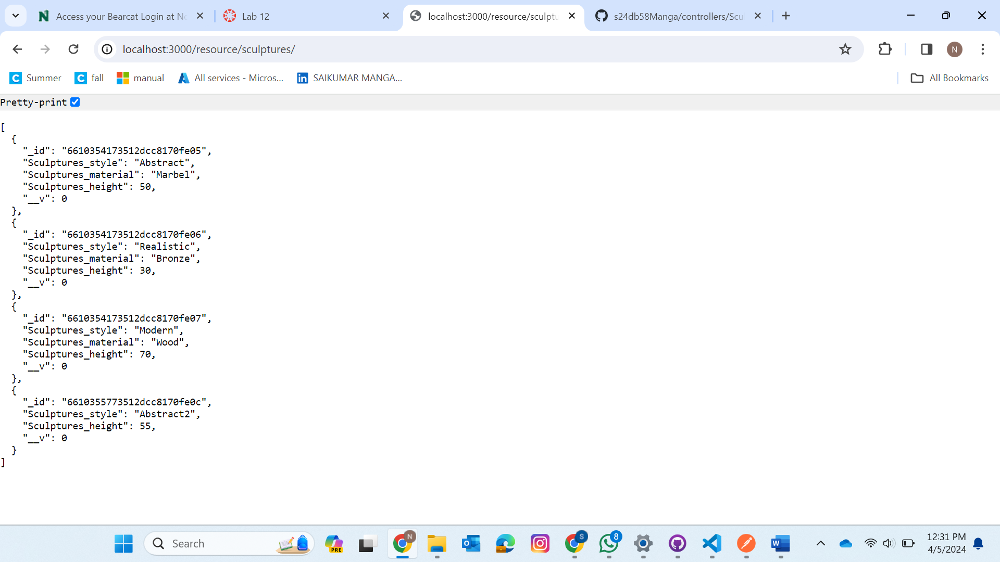 Access your Bearcat Login at No
Lab 12
localhost:3000/resource/sculptu
s24db58Manga/controllers/Scu
localhost:3000/resource/sculptures/
N
Summer
fall
manual
All services - Micros...
SAIKUMAR MANGA...
All Bookmarks
Pretty-print
[
  {
    "_id": "6610354173512dcc8170fe05",
    "Sculptures_style": "Abstract",
    "Sculptures_material": "Marbel",
    "Sculptures_height": 50,
    "__v": 0
  },
  {
    "_id": "6610354173512dcc8170fe06",
    "Sculptures_style": "Realistic",
    "Sculptures_material": "Bronze",
    "Sculptures_height": 30,
    "__v": 0
  },
  {
    "_id": "6610354173512dcc8170fe07",
    "Sculptures_style": "Modern",
    "Sculptures_material": "Wood",
    "Sculptures_height": 70,
    "__v": 0
  },
  {
    "_id": "6610355773512dcc8170fe0c",
    "Sculptures_style": "Abstract2",
    "Sculptures_height": 55,
    "__v": 0
  }
]
Search
PRE
N
S
8
12:31 PM
4/5/2024